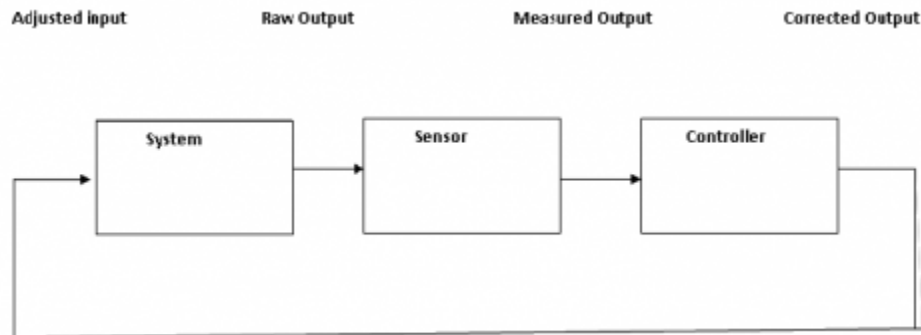 Adjusted input
Raw Output
Measured Output
Corrected Output
System
Sensor
Controller